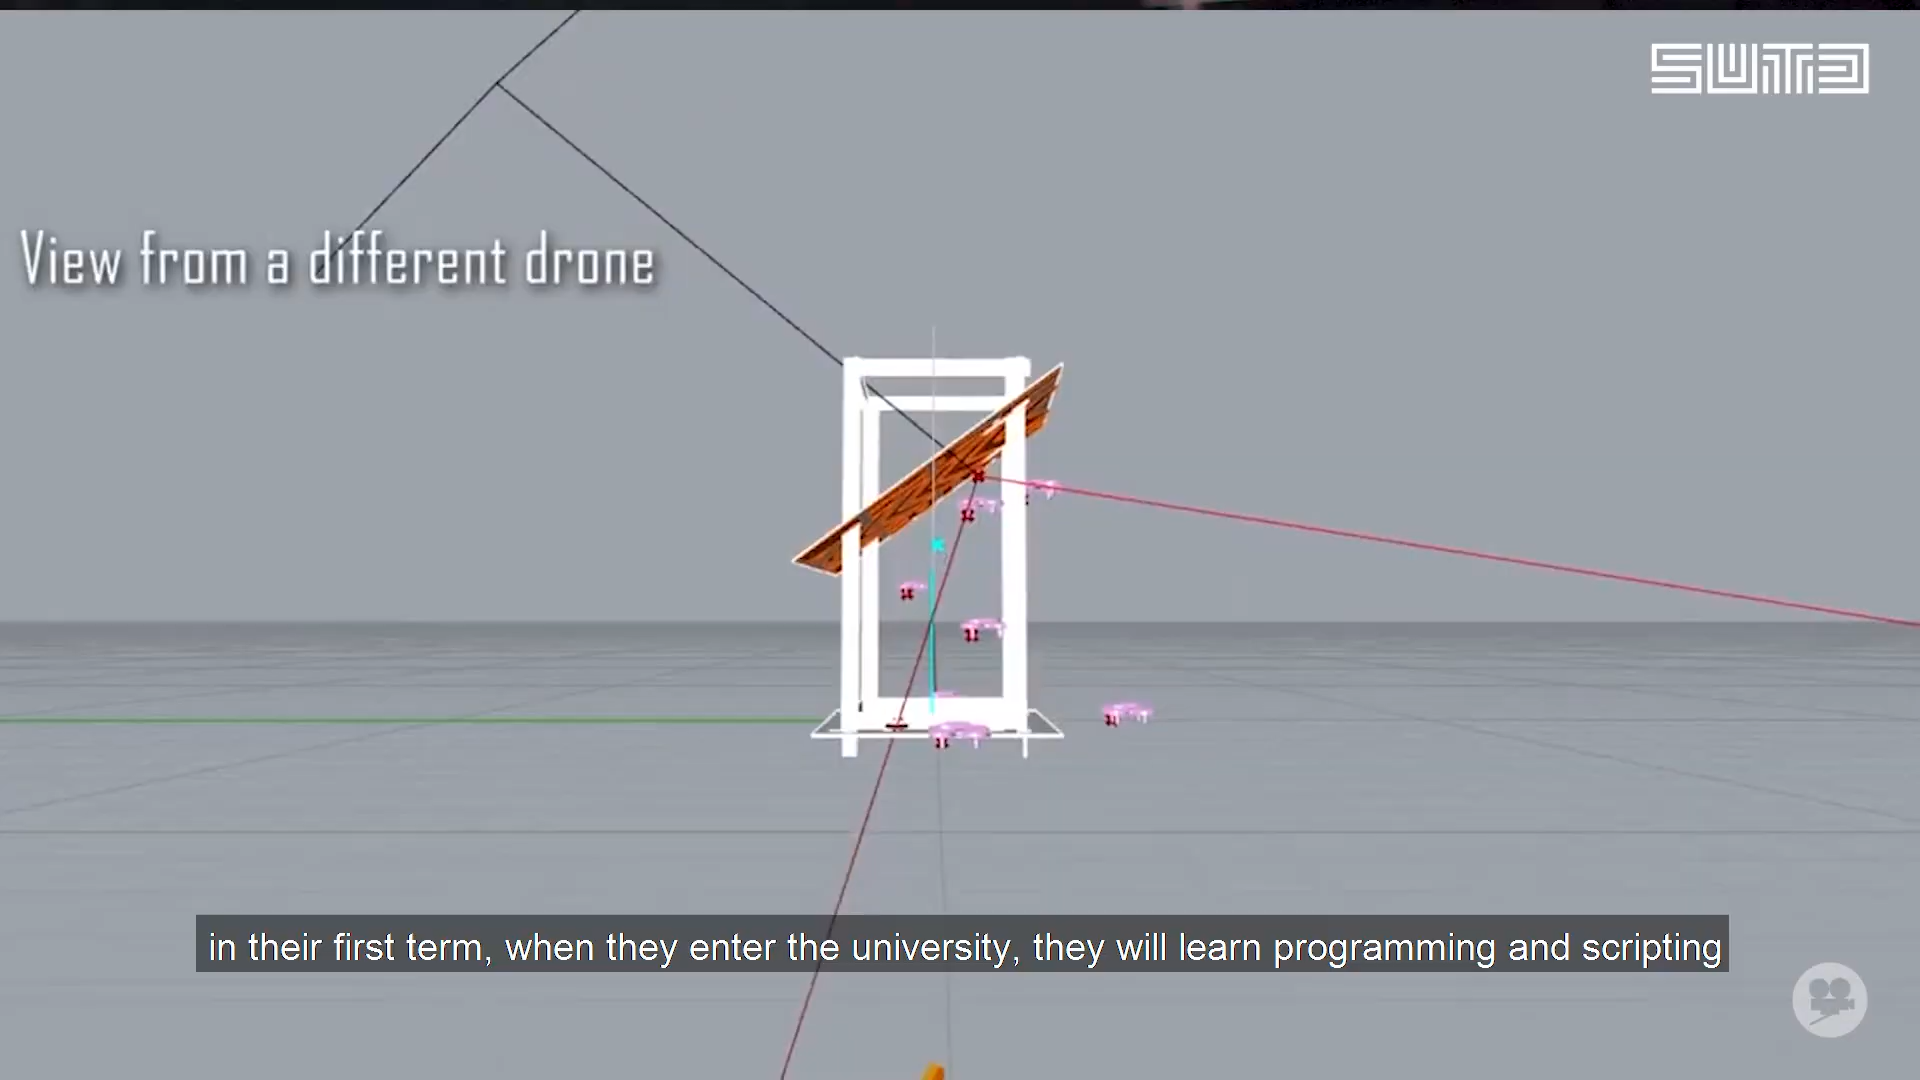 SUTD
View from a different drone
in their first term, when they enter the university, they will learn programming and scripting